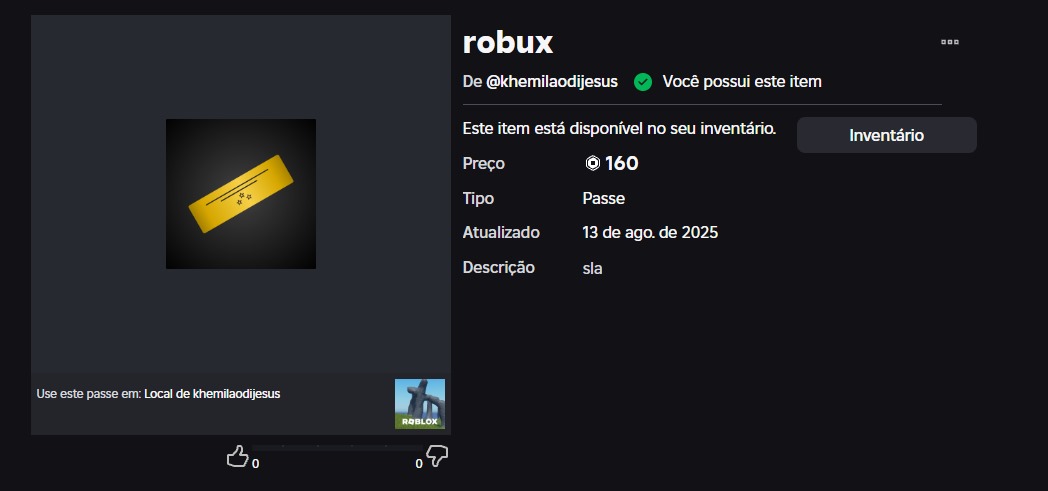 robux
De @khemilaodijesus Você possui este item
Este item está disponível no seu inventário.
Inventário
Preço 160
Tipo Passe
Atualizado 13 de ago. de 2025
Descrição sla
Use este passe em: Local de khemilaodijesus
ROBLOX
0 0